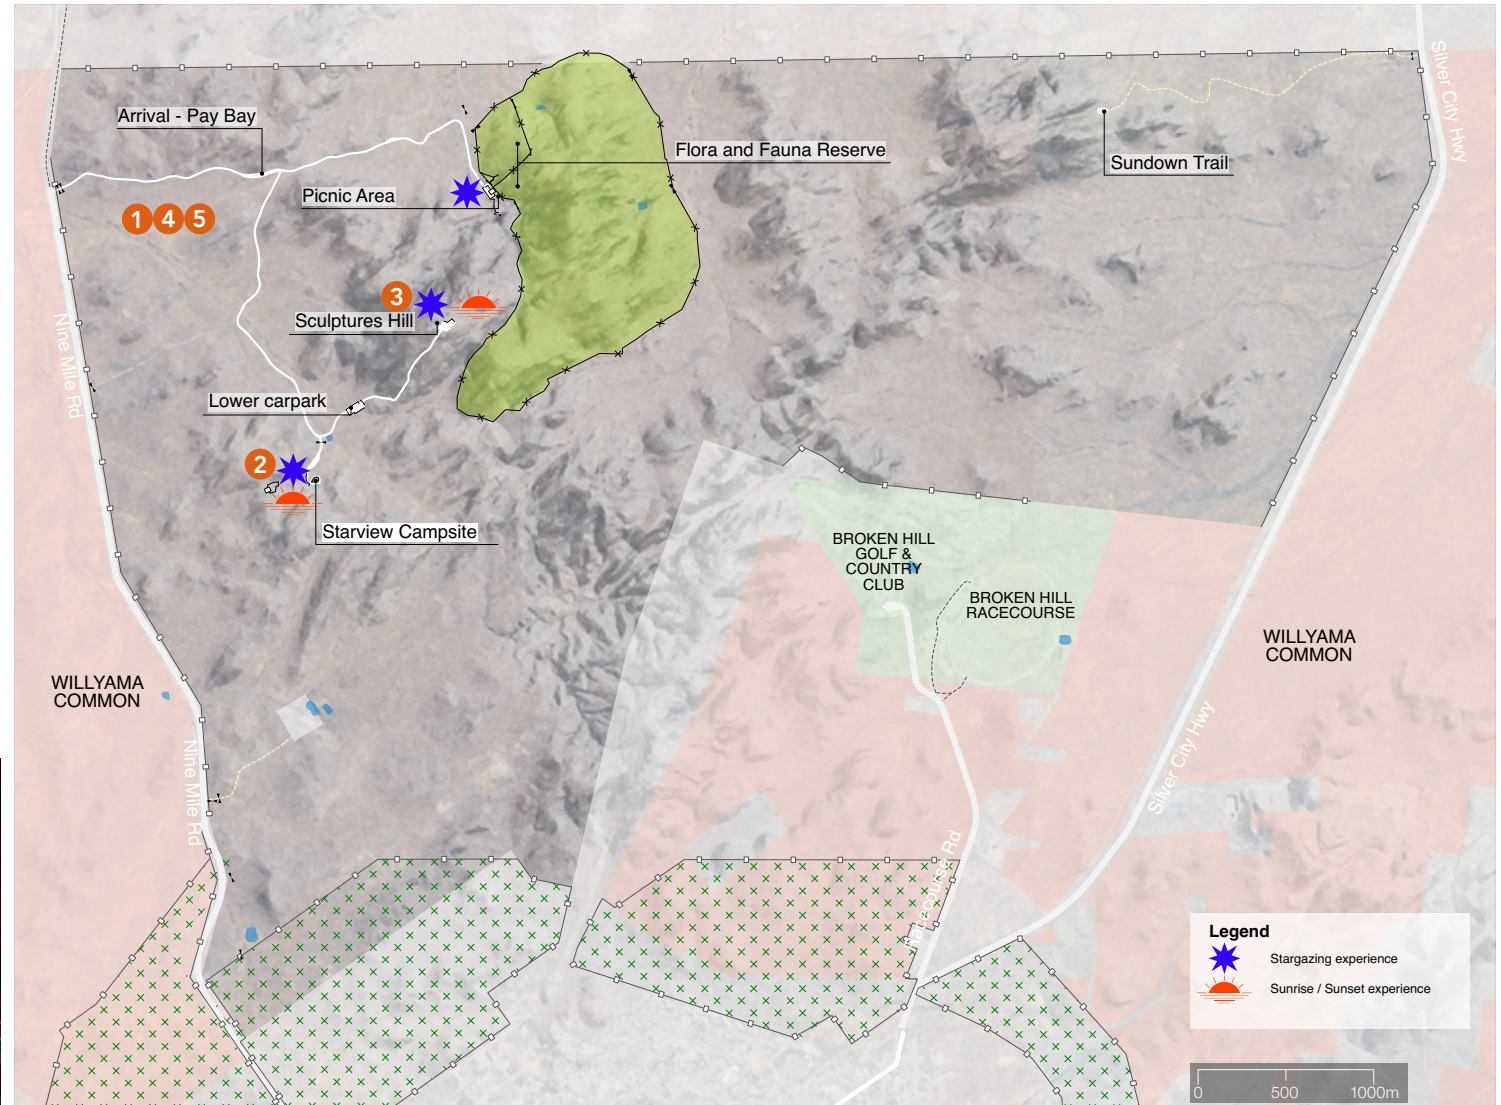 Silver City Hwy
Arrival - Pay Bay
Flora and Fauna Reserve
Sundown Trail
Picnic Area
1 4 5
3
Sculptures Hill
Nine Mile Rd
Lower carpark
2
Starview Campsite
BROKEN HILL
GOLF &
COUNTRY
CLUB
BROKEN HILL
RACECOURSE
WILLYAMA
COMMON
WILLYAMA
COMMON
Nine Mile Rd
Silver City Hwy
Racecourse Rd
Legend
Stargazing experience
Sunrise / Sunset experience
0 500 1000m